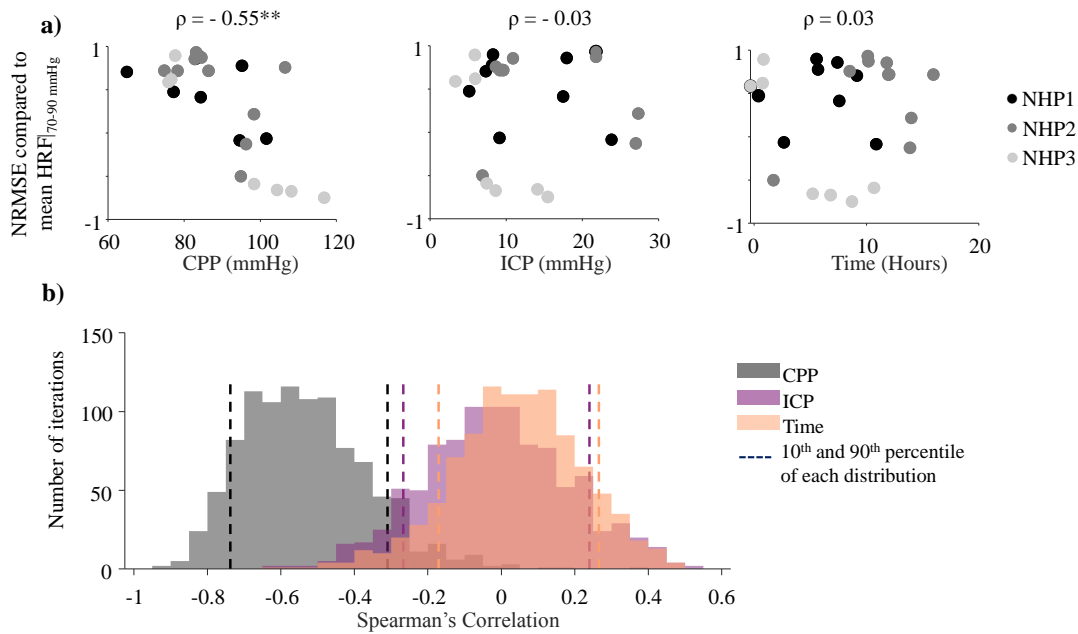 a)
ρ = - 0.55**
ρ = - 0.03
ρ = 0.03
NRMSE compared to
mean HRF|70-90 mmHg
1
-1
60
80
100
120
CPP (mmHg)
1
-1
0
10
20
30
ICP (mmHg)
1
-1
0
10
20
Time (Hours)
NHP1
NHP2
NHP3
b)
Number of iterations
150
100
50
0
-1
-0.8
-0.6
-0.4
-0.2
0
0.2
0.4
0.6
Spearman's Correlation
CPP
ICP
Time
10th and 90th percentile
of each distribution